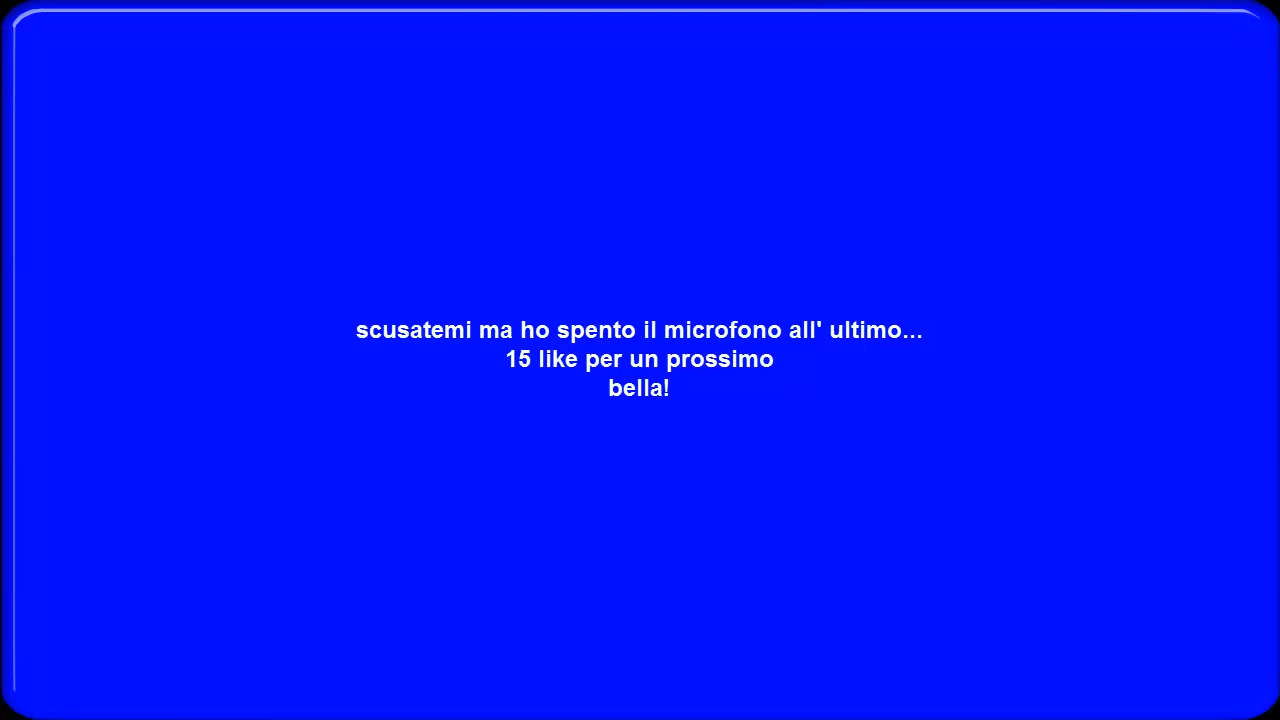 scusatemi ma ho spento il microfono all' ultimo...
15 like per un prossimo
bella!